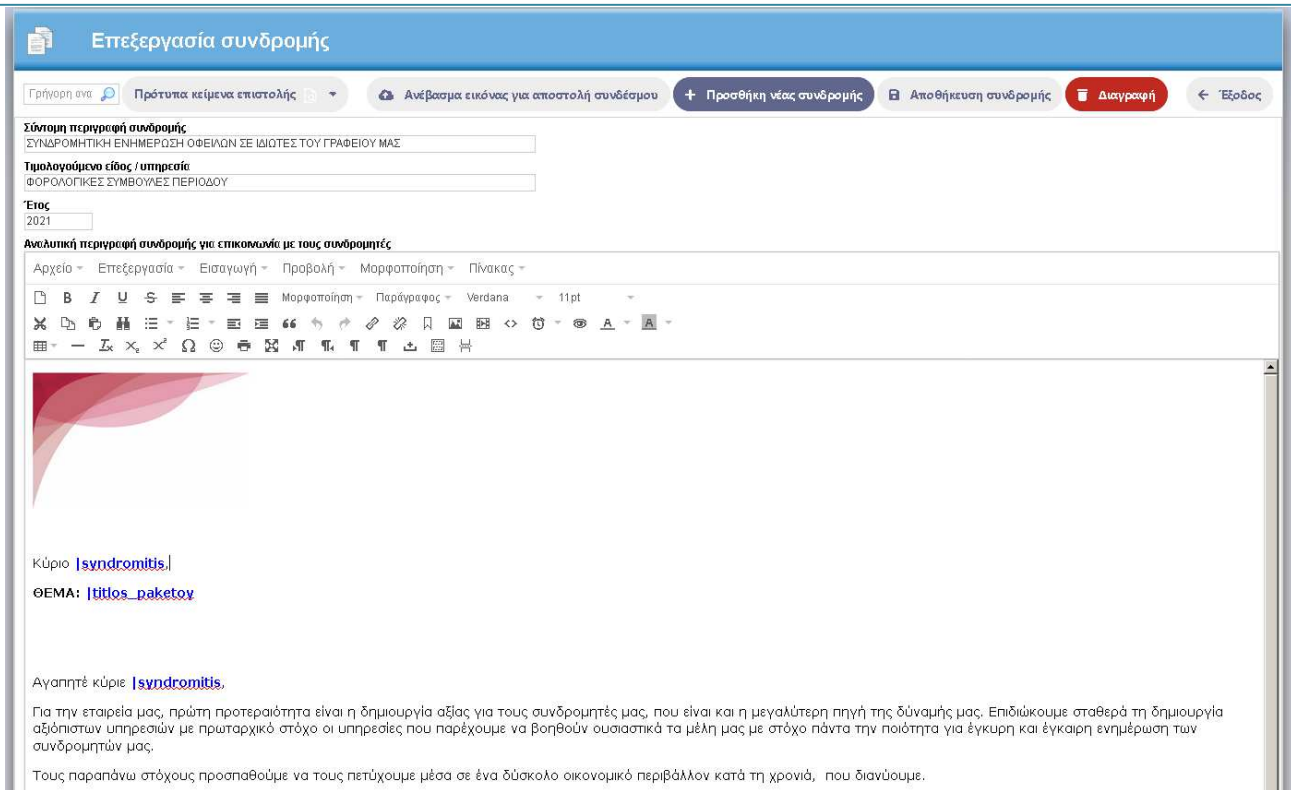 Επεξεργασία συνδρομής
Γρήγορη ανα Πρότυπα κείμενα επιστολής Ανέβασμα εικόνας για αποστολή συνδέσμου + Προσθήκη νέας συνδρομής Αποθήκευση συνδρομής Διαγραφή Έξοδος
Σύντομη περιγραφή συνδρομής
ΣΥΝΔΡΟΜΗΤΙΚΗ ΕΝΗΜΕΡΩΣΗ ΟΦΕΙΛΩΝ ΣΕ ΙΔΙΩΤΕΣ ΤΟΥ ΓΡΑΦΕΙΟΥ ΜΑΣ
Τιμολογούμενο είδος / υπηρεσία
ΦΟΡΟΛΟΓΙΚΕΣ ΣΥΜΒΟΥΛΕΣ ΠΕΡΙΟΔΟΥ
Έτος
2021
Αναλυτική περιγραφή συνδρομής για επικοινωνία με τους συνδρομητές
Αρχείο Επεξεργασία Εισαγωγή Προβολή Μορφοποίηση Πίνακας
B I U S Μορφοποίηση Παράγραφος Verdana 11pt
Κύριο |syndromitis,
ΘΕΜΑ: |titlos_paketoy
Αγαπητέ κύριε |syndromitis,
Για την εταιρεία μας, πρώτη προτεραιότητα είναι η δημιουργία αξίας για τους συνδρομητές μας, που είναι και η μεγαλύτερη πηγή της δύναμής μας. Επιδιώκουμε σταθερά τη δημιουργία
αξιόπιστων υπηρεσιών με πρωταρχικό στόχο οι υπηρεσίες που παρέχουμε να βοηθούν ουσιαστικά τα μέλη μας με στόχο πάντα την ποιότητα για έγκυρη και έγκαιρη ενημέρωση των
συνδρομητών μας.
Τους παραπάνω στόχους προσπαθούμε να τους πετύχουμε μέσα σε ένα δύσκολο οικονομικό περιβάλλον κατά τη χρονιά, που διανύουμε.